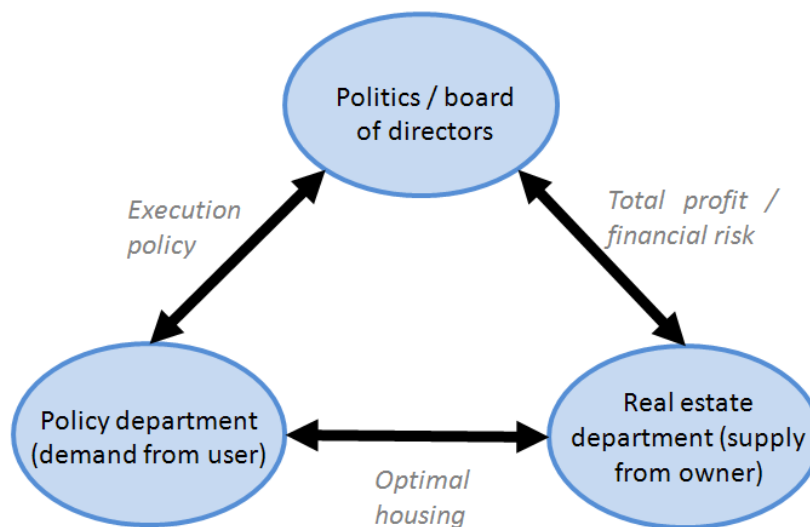 Politics / board
of directors
Execution
policy
Total profit /
financial risk
Policy department
(demand from user)
Real estate
department (supply
from owner)
Optimal
housing